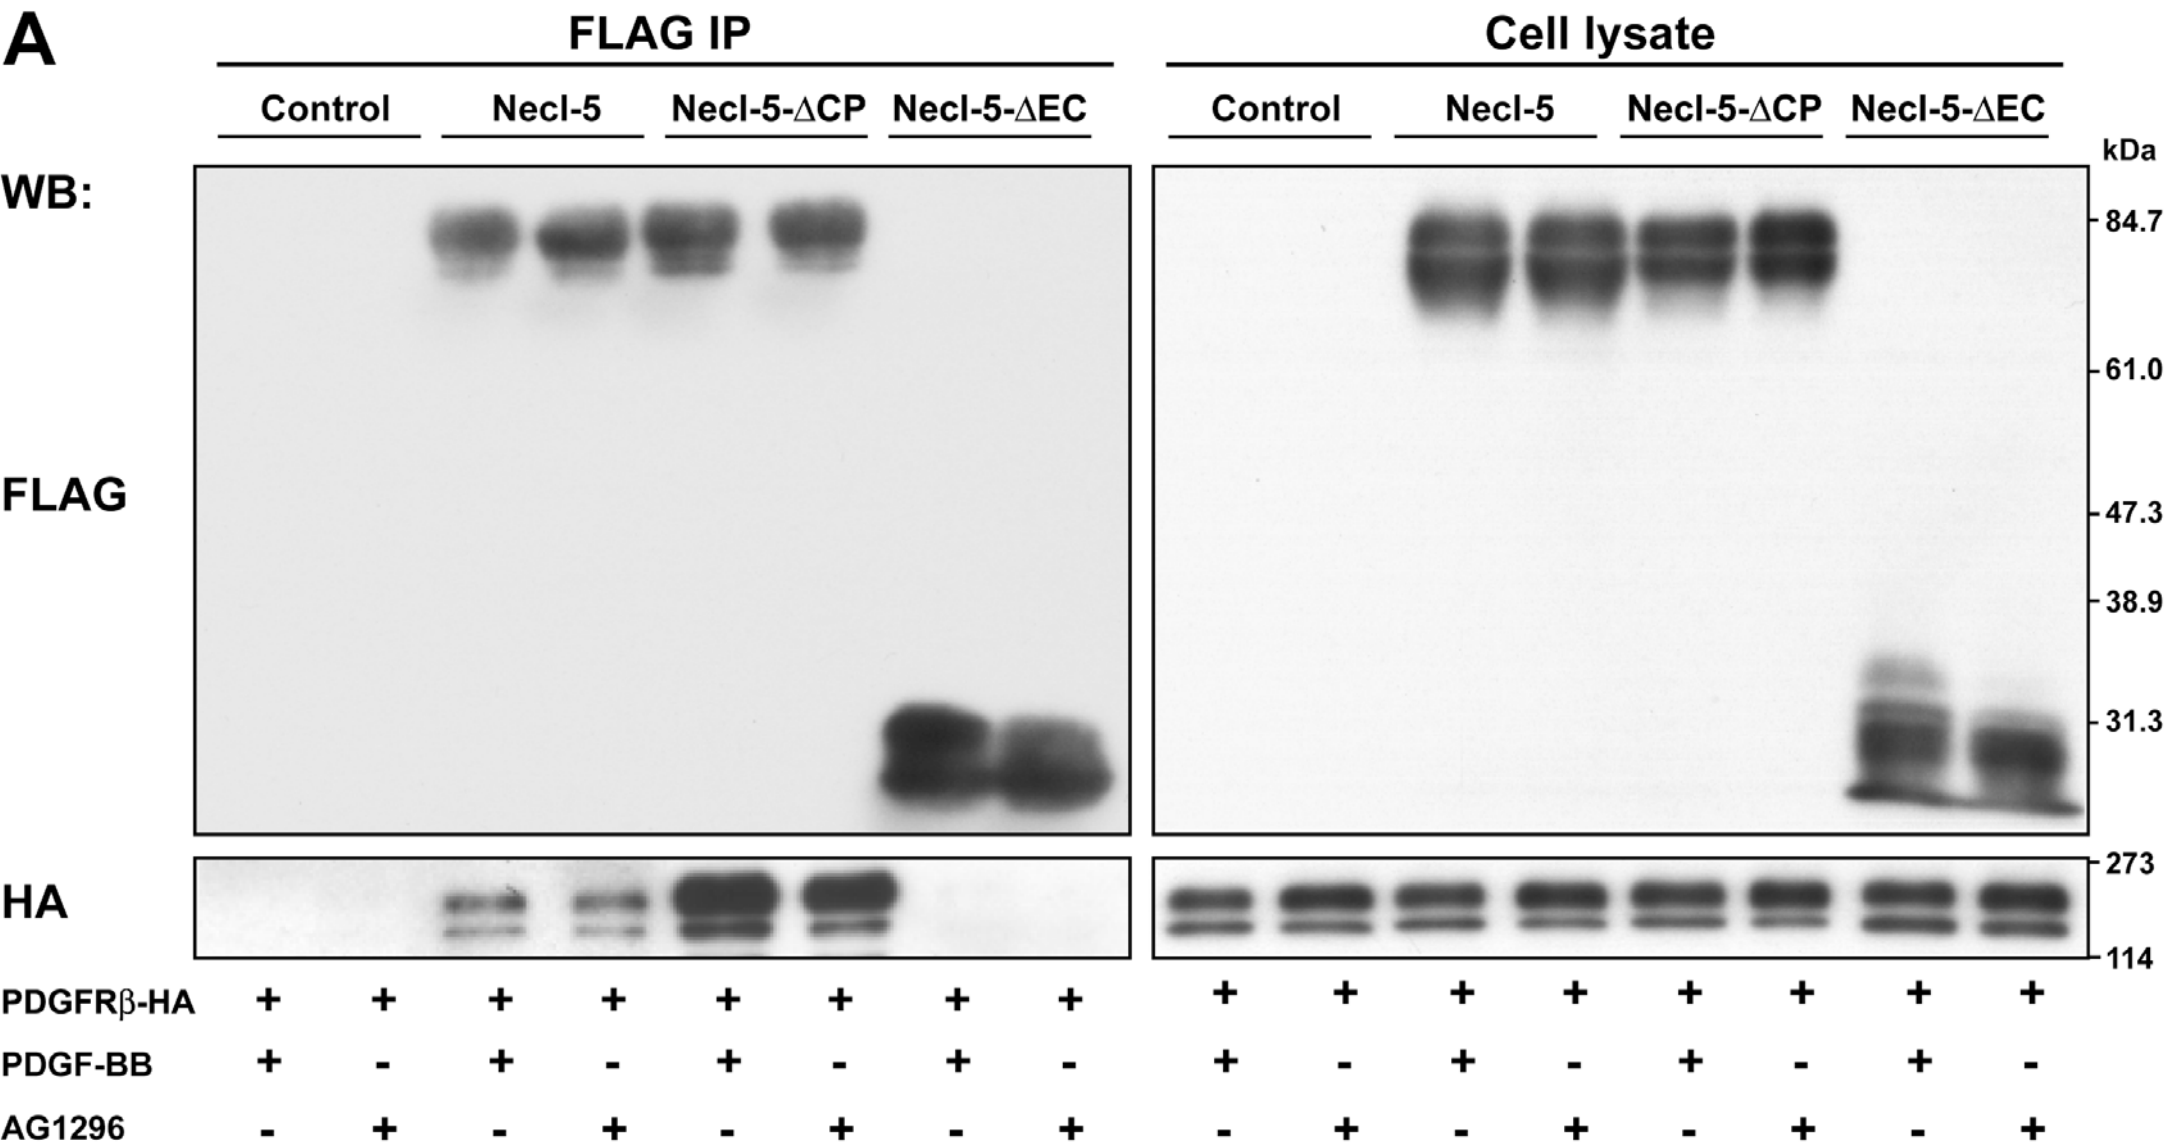 A
FLAG IP Cell lysate
Control Necl-5 Necl-5-ΔCP Necl-5-ΔEC Control Necl-5 Necl-5-ΔCP Necl-5-ΔEC
kDa
WB:
84.7
61.0
FLAG
47.3
38.9
31.3
273
HA
114
PDGFRβ-HA + + + + + + + + + + + + + + + +
PDGF-BB + - + - + - + - + - + - + - + -
AG1296 - + - + - + - + - + - + - + - +